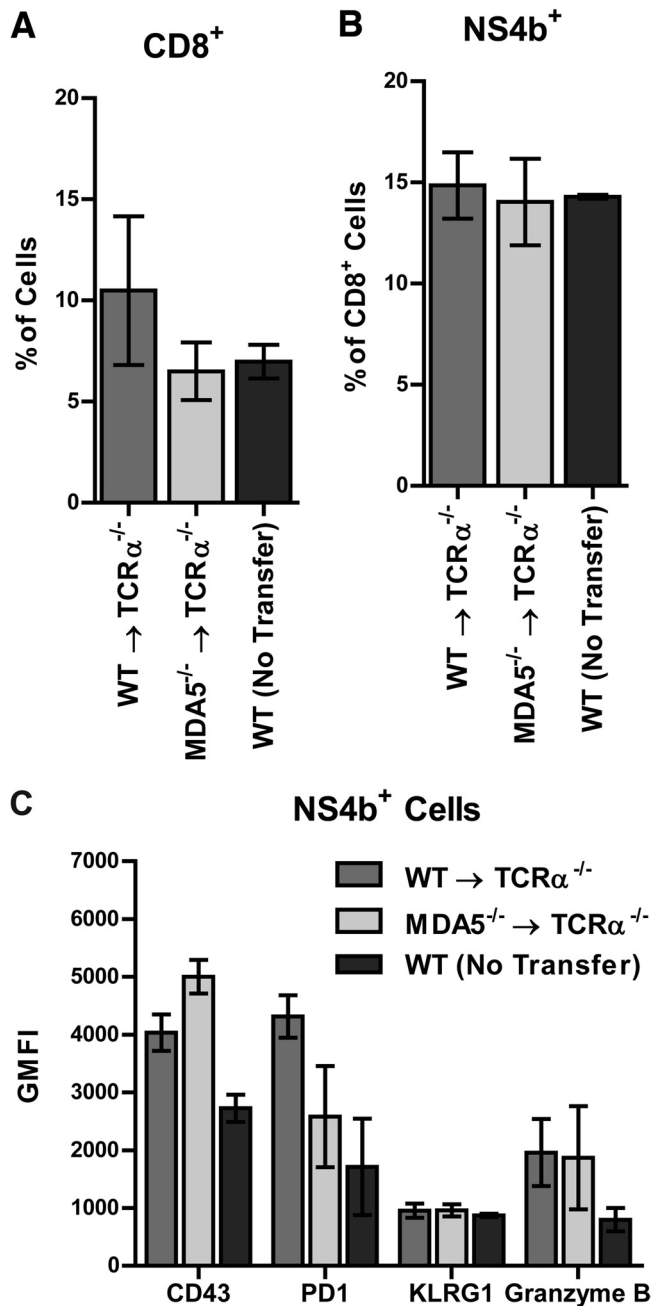 A
CD8⁺
20
15
10
5
0
% of Cells
WT → TCRα⁻/⁻
MDA5⁻/⁻ → TCRα⁻/⁻
WT (No Transfer)
B
NS4b⁺
20
15
10
5
0
% of CD8⁺ Cells
WT → TCRα⁻/⁻
MDA5⁻/⁻ → TCRα⁻/⁻
WT (No Transfer)
C
NS4b⁺ Cells
7000
6000
5000
4000
3000
2000
1000
0
GMFI
WT → TCRα⁻/⁻
MDA5⁻/⁻ → TCRα⁻/⁻
WT (No Transfer)
CD43 PD1 KLRG1 Granzyme B